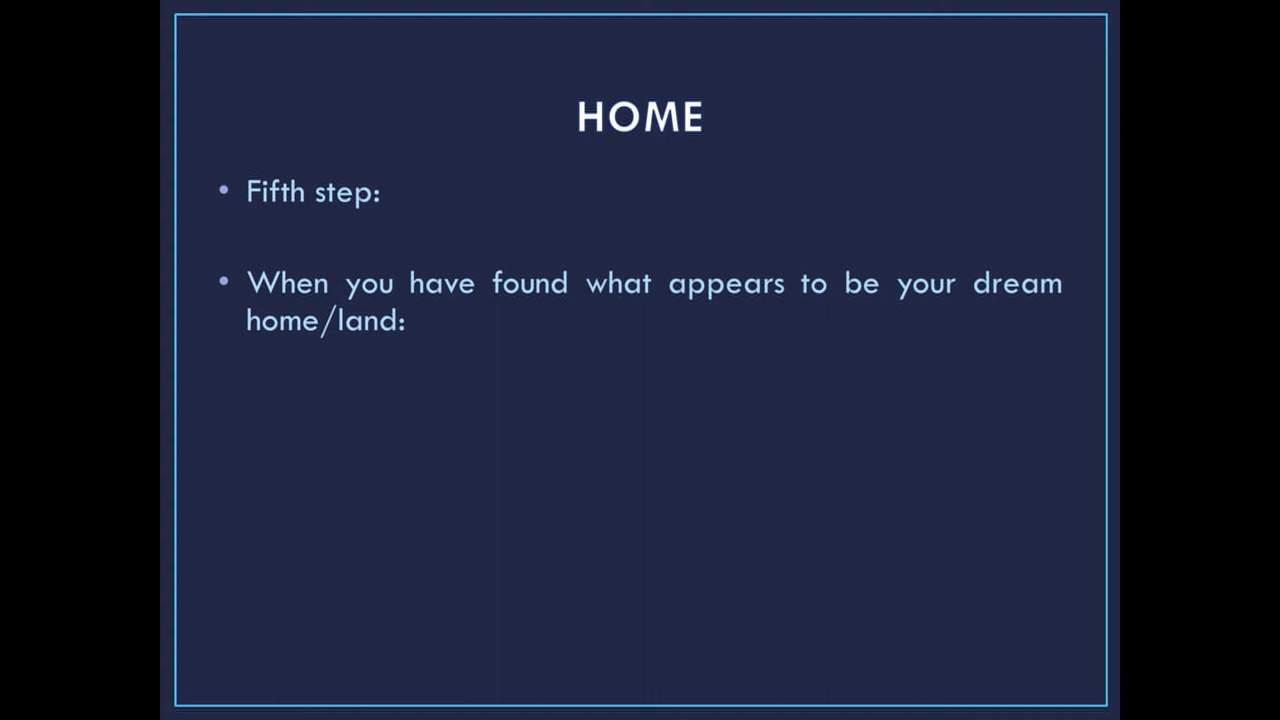 HOME
• Fifth step:
• When you have found what appears to be your dream
home/land: